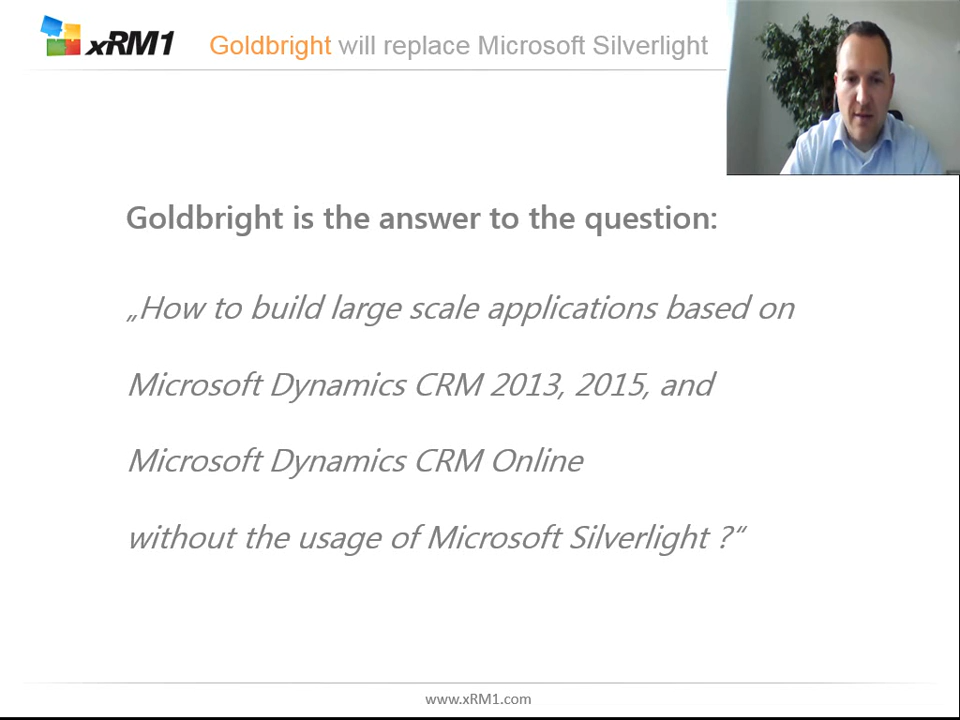 xRM1
Goldbright will replace Microsoft Silverlight
Goldbright is the answer to the question:
„How to build large scale applications based on
Microsoft Dynamics CRM 2013, 2015, and
Microsoft Dynamics CRM Online
without the usage of Microsoft Silverlight ?“
www.xRM1.com